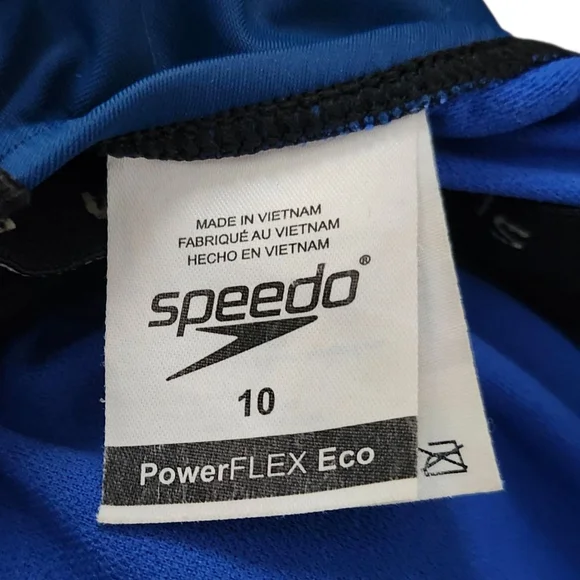 MADE IN VIETNAM
FABRIQUÉ AU VIETNAM
HECHO EN VIETNAM
speedo®
10
PowerFLEX Eco